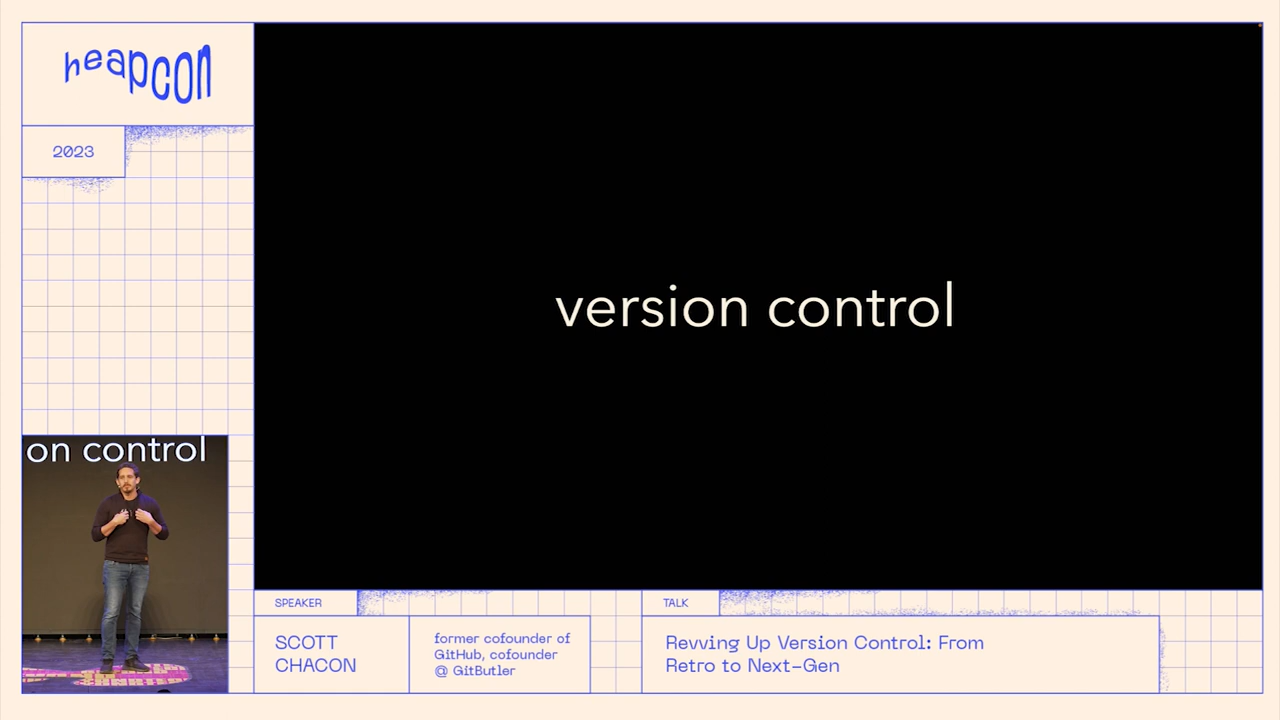 heapcon
2023
version control
on control
SPEAKER
SCOTT
CHACON
former cofounder of
GitHub, cofounder
@ GitButler
TALK
Revving Up Version Control: From
Retro to Next-Gen